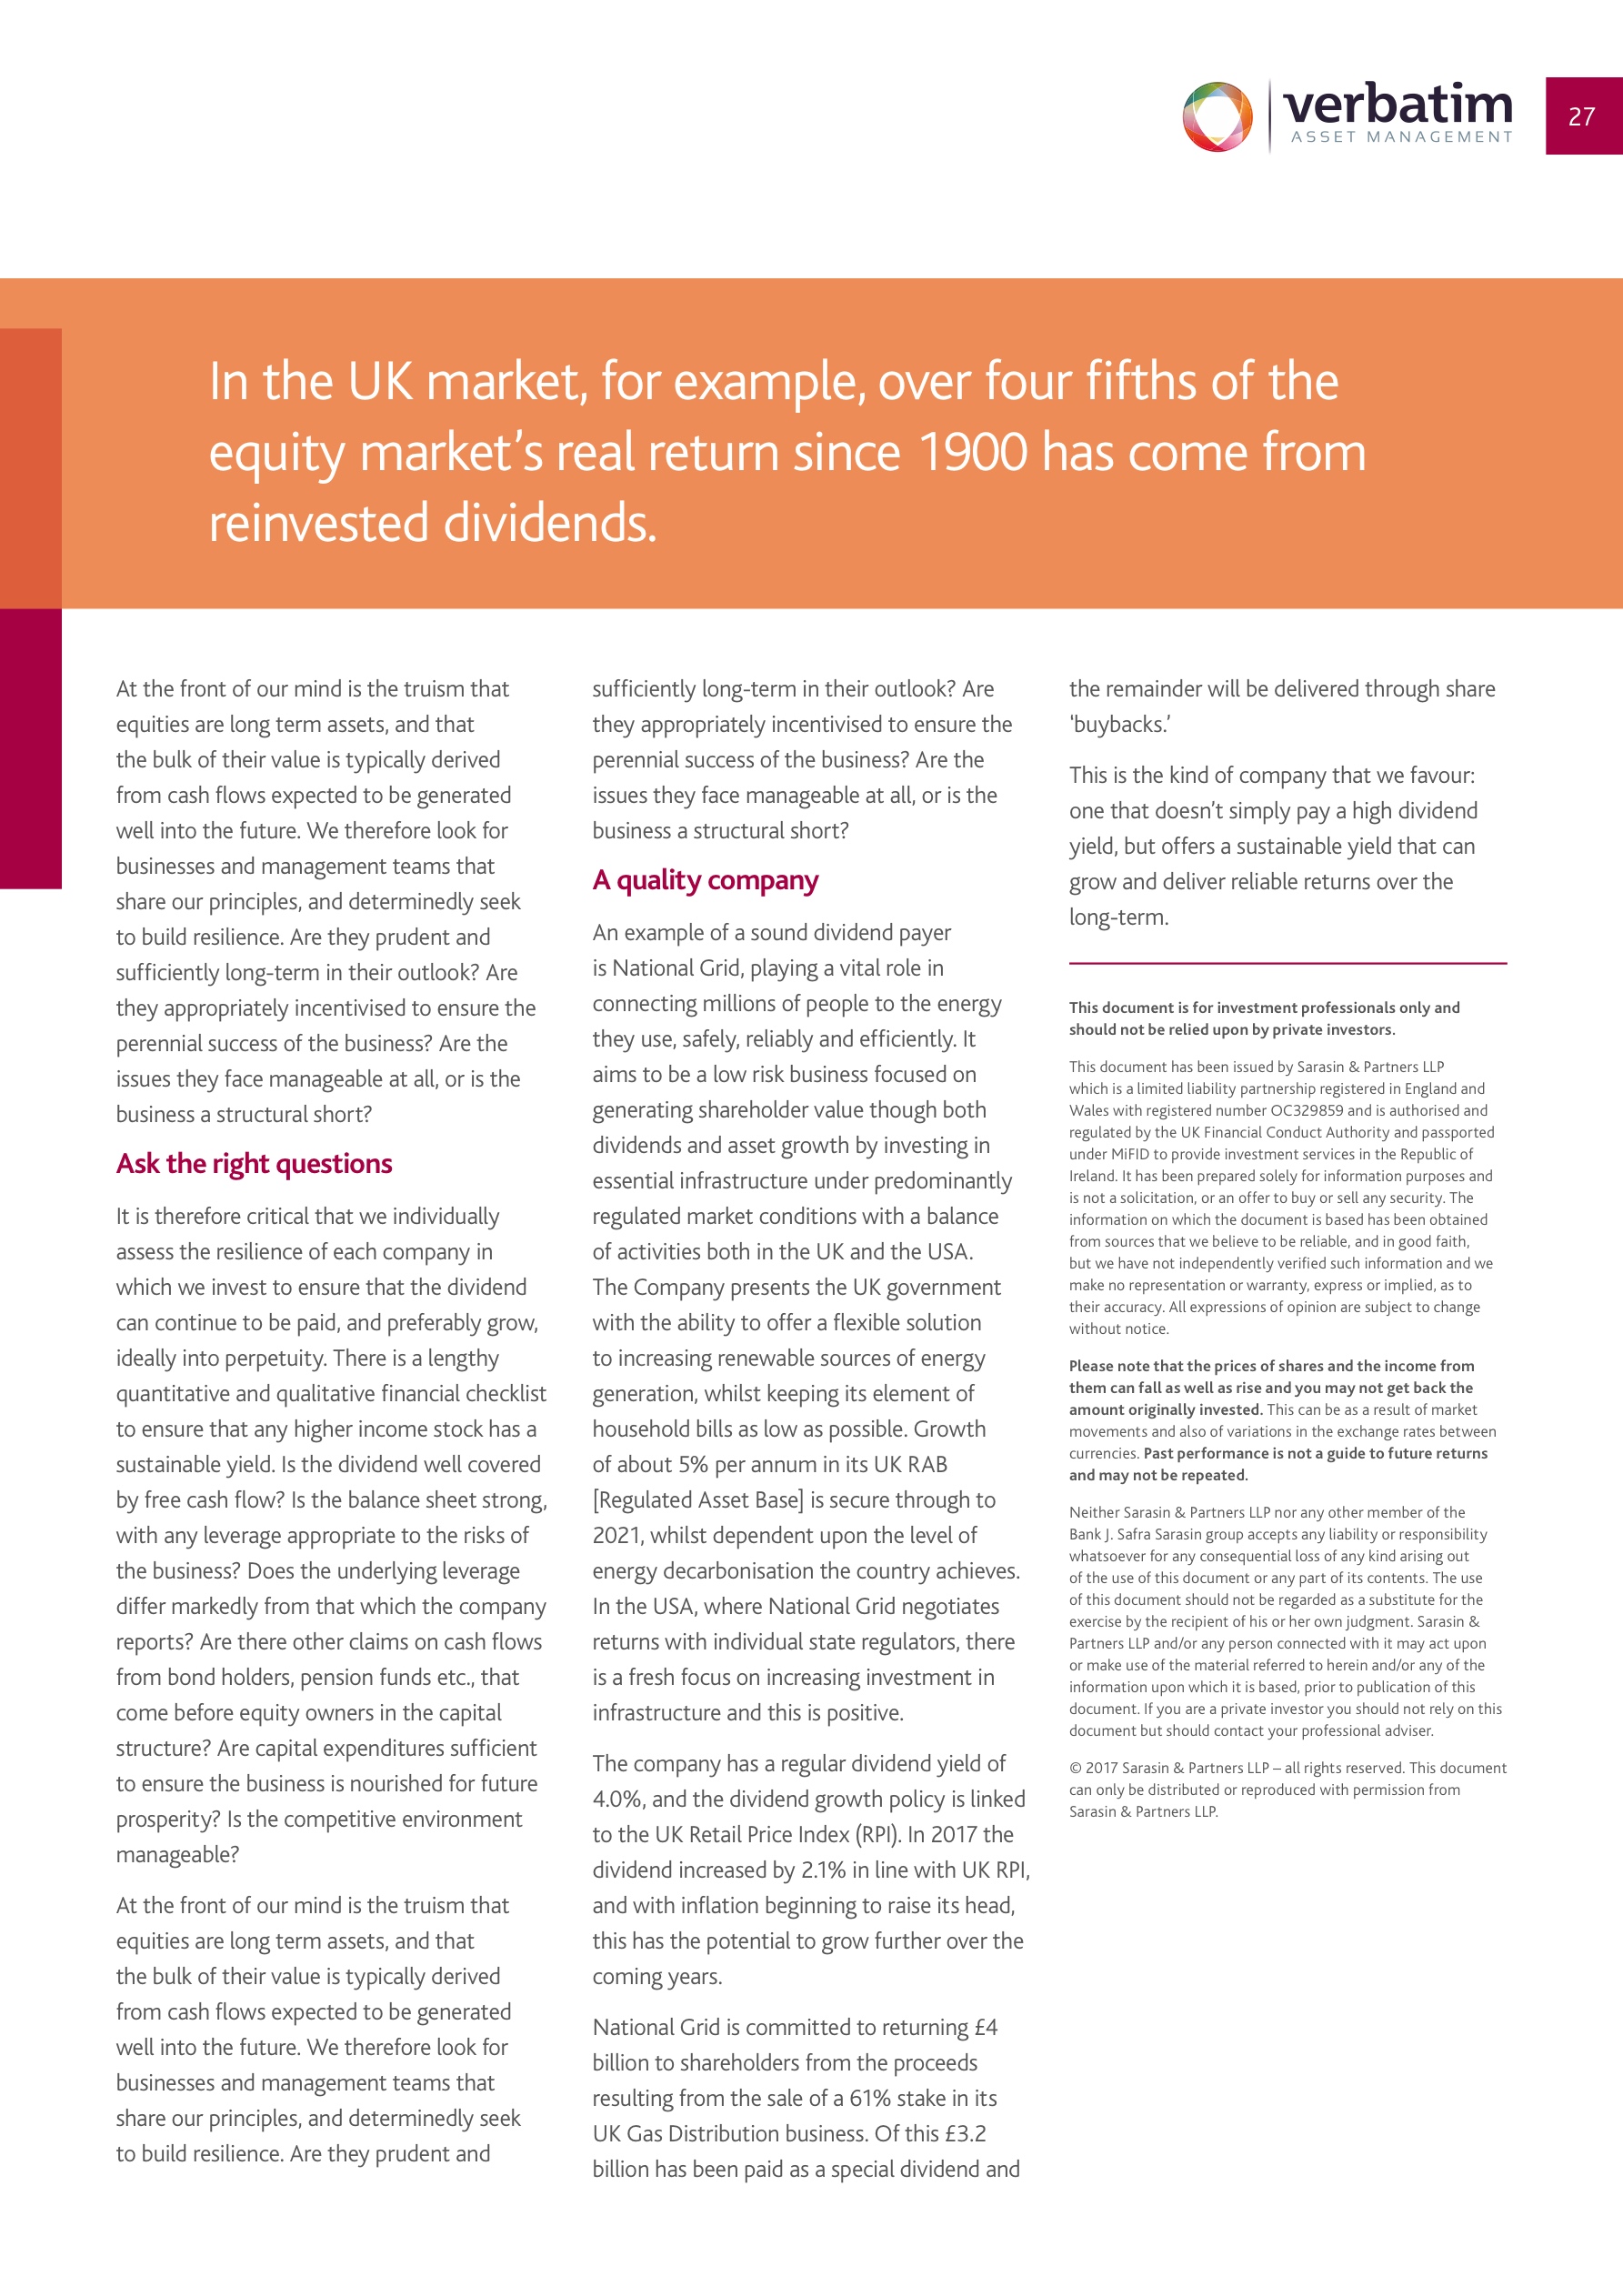 verbatim
ASSET MANAGEMENT
27
In the UK market, for example, over four fifths of the
equity market’s real return since 1900 has come from
reinvested dividends.
At the front of our mind is the truism that
equities are long term assets, and that
the bulk of their value is typically derived
from cash flows expected to be generated
well into the future. We therefore look for
businesses and management teams that
share our principles, and determinedly seek
to build resilience. Are they prudent and
sufficiently long-term in their outlook? Are
they appropriately incentivised to ensure the
perennial success of the business? Are the
issues they face manageable at all, or is the
business a structural short?
Ask the right questions
It is therefore critical that we individually
assess the resilience of each company in
which we invest to ensure that the dividend
can continue to be paid, and preferably grow,
ideally into perpetuity. There is a lengthy
quantitative and qualitative financial checklist
to ensure that any higher income stock has a
sustainable yield. Is the dividend well covered
by free cash flow? Is the balance sheet strong,
with any leverage appropriate to the risks of
the business? Does the underlying leverage
differ markedly from that which the company
reports? Are there other claims on cash flows
from bond holders, pension funds etc., that
come before equity owners in the capital
structure? Are capital expenditures sufficient
to ensure the business is nourished for future
prosperity? Is the competitive environment
manageable?
At the front of our mind is the truism that
equities are long term assets, and that
the bulk of their value is typically derived
from cash flows expected to be generated
well into the future. We therefore look for
businesses and management teams that
share our principles, and determinedly seek
to build resilience. Are they prudent and
sufficiently long-term in their outlook? Are
they appropriately incentivised to ensure the
perennial success of the business? Are the
issues they face manageable at all, or is the
business a structural short?
A quality company
An example of a sound dividend payer
is National Grid, playing a vital role in
connecting millions of people to the energy
they use, safely, reliably and efficiently. It
aims to be a low risk business focused on
generating shareholder value though both
dividends and asset growth by investing in
essential infrastructure under predominantly
regulated market conditions with a balance
of activities both in the UK and the USA.
The Company presents the UK government
with the ability to offer a flexible solution
to increasing renewable sources of energy
generation, whilst keeping its element of
household bills as low as possible. Growth
of about 5% per annum in its UK RAB
[Regulated Asset Base] is secure through to
2021, whilst dependent upon the level of
energy decarbonisation the country achieves.
In the USA, where National Grid negotiates
returns with individual state regulators, there
is a fresh focus on increasing investment in
infrastructure and this is positive.
The company has a regular dividend yield of
4.0%, and the dividend growth policy is linked
to the UK Retail Price Index (RPI). In 2017 the
dividend increased by 2.1% in line with UK RPI,
and with inflation beginning to raise its head,
this has the potential to grow further over the
coming years.
National Grid is committed to returning £4
billion to shareholders from the proceeds
resulting from the sale of a 61% stake in its
UK Gas Distribution business. Of this £3.2
billion has been paid as a special dividend and
the remainder will be delivered through share
‘buybacks.’
This is the kind of company that we favour:
one that doesn’t simply pay a high dividend
yield, but offers a sustainable yield that can
grow and deliver reliable returns over the
long-term.
This document is for investment professionals only and
should not be relied upon by private investors.
This document has been issued by Sarasin & Partners LLP
which is a limited liability partnership registered in England and
Wales with registered number OC329859 and is authorised and
regulated by the UK Financial Conduct Authority and passported
under MiFID to provide investment services in the Republic of
Ireland. It has been prepared solely for information purposes and
is not a solicitation, or an offer to buy or sell any security. The
information on which the document is based has been obtained
from sources that we believe to be reliable, and in good faith,
but we have not independently verified such information and we
make no representation or warranty, express or implied, as to
their accuracy. All expressions of opinion are subject to change
without notice.
Please note that the prices of shares and the income from
them can fall as well as rise and you may not get back the
amount originally invested. This can be as a result of market
movements and also of variations in the exchange rates between
currencies. Past performance is not a guide to future returns
and may not be repeated.
Neither Sarasin & Partners LLP nor any other member of the
Bank J. Safra Sarasin group accepts any liability or responsibility
whatsoever for any consequential loss of any kind arising out
of the use of this document or any part of its contents. The use
of this document should not be regarded as a substitute for the
exercise by the recipient of his or her own judgment. Sarasin &
Partners LLP and/or any person connected with it may act upon
or make use of the material referred to herein and/or any of the
information upon which it is based, prior to publication of this
document. If you are a private investor you should not rely on this
document but should contact your professional adviser.
© 2017 Sarasin & Partners LLP – all rights reserved. This document
can only be distributed or reproduced with permission from
Sarasin & Partners LLP.